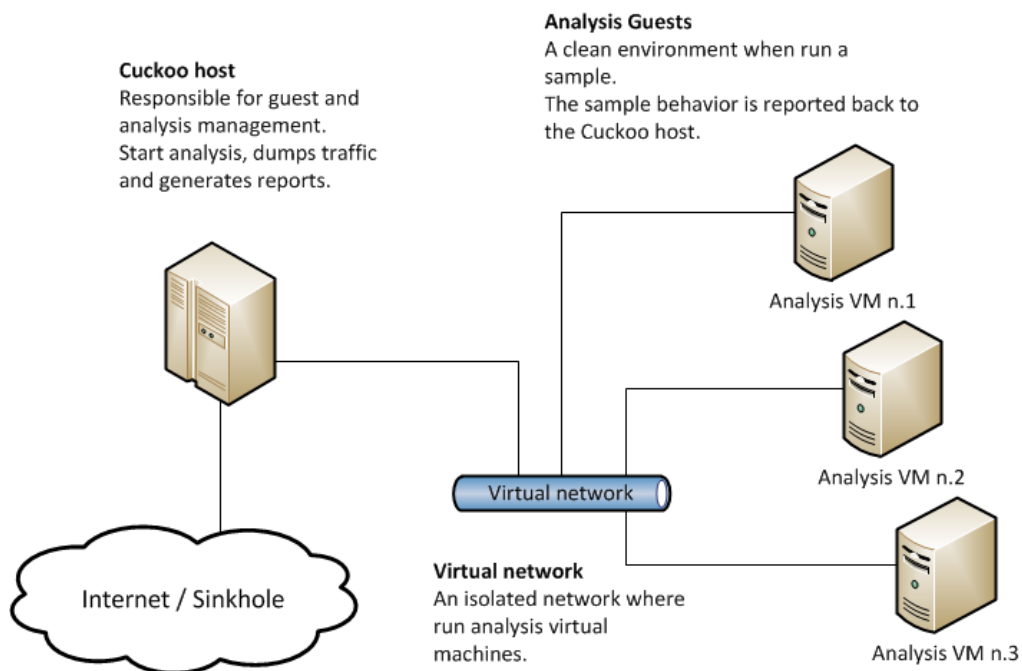 Cuckoo host
Responsible for guest and
analysis management.
Start analysis, dumps traffic
and generates reports.
Analysis Guests
A clean environment when run a
sample.
The sample behavior is reported back to
the Cuckoo host.
Analysis VM n.1
Analysis VM n.2
Virtual network
Internet / Sinkhole
Virtual network
An isolated network where
run analysis virtual
machines.
Analysis VM n.3